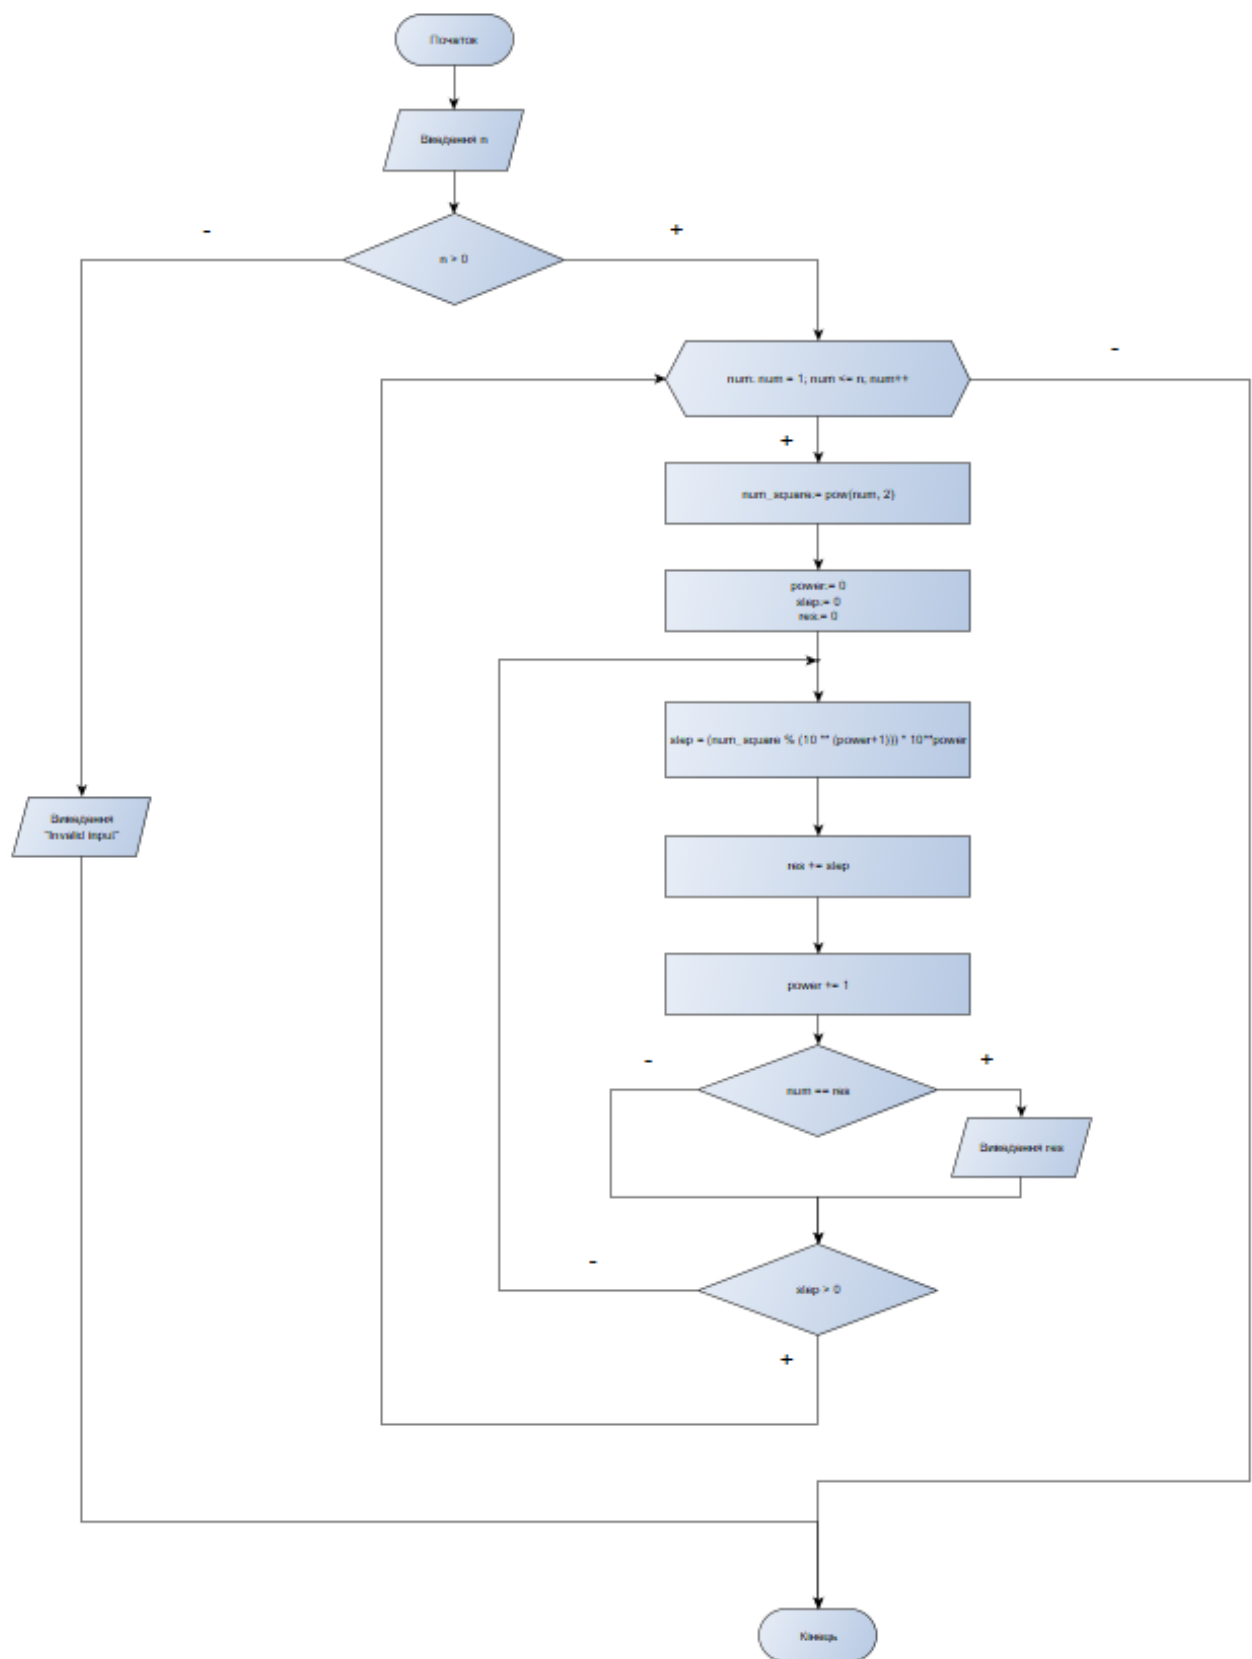 Початок
Введення n
-
+
n > 0
num: num = 1; num <= n, num++
-
+
num_square:= pow(num, 2)
power:= 0
step:= 0
res:= 0
step = (num_square % (10 ** (power+1))) * 10**power
Виведення
"Invalid input"
res += step
power += 1
-
+
num == res
Виведення res
-
step > 0
+
Кінець